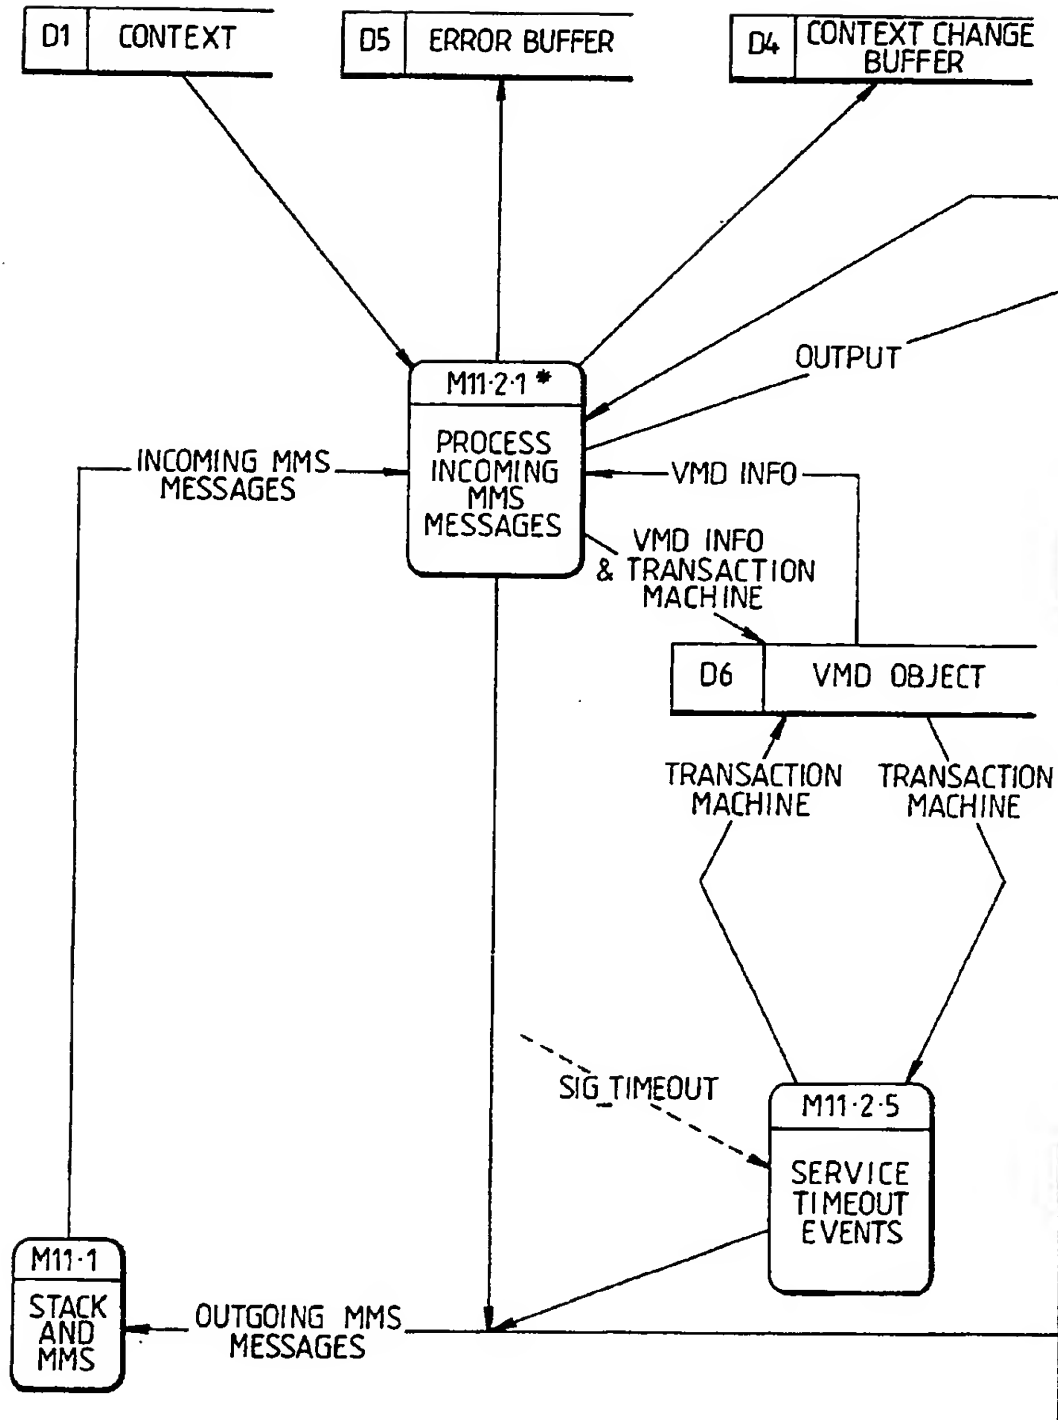 D1 CONTEXT
D5 ERROR BUFFER
D4 CONTEXT CHANGE
BUFFER
OUTPUT
M11·2·1 *
PROCESS
INCOMING
MMS
MESSAGES
INCOMING MMS
MESSAGES
VMD INFO
VMD INFO
& TRANSACTION
MACHINE
D6 VMD OBJECT
TRANSACTION
MACHINE
TRANSACTION
MACHINE
SIG_TIMEOUT
M11·2·5
SERVICE
TIMEOUT
EVENTS
M11·1
STACK
AND
MMS
OUTGOING MMS
MESSAGES